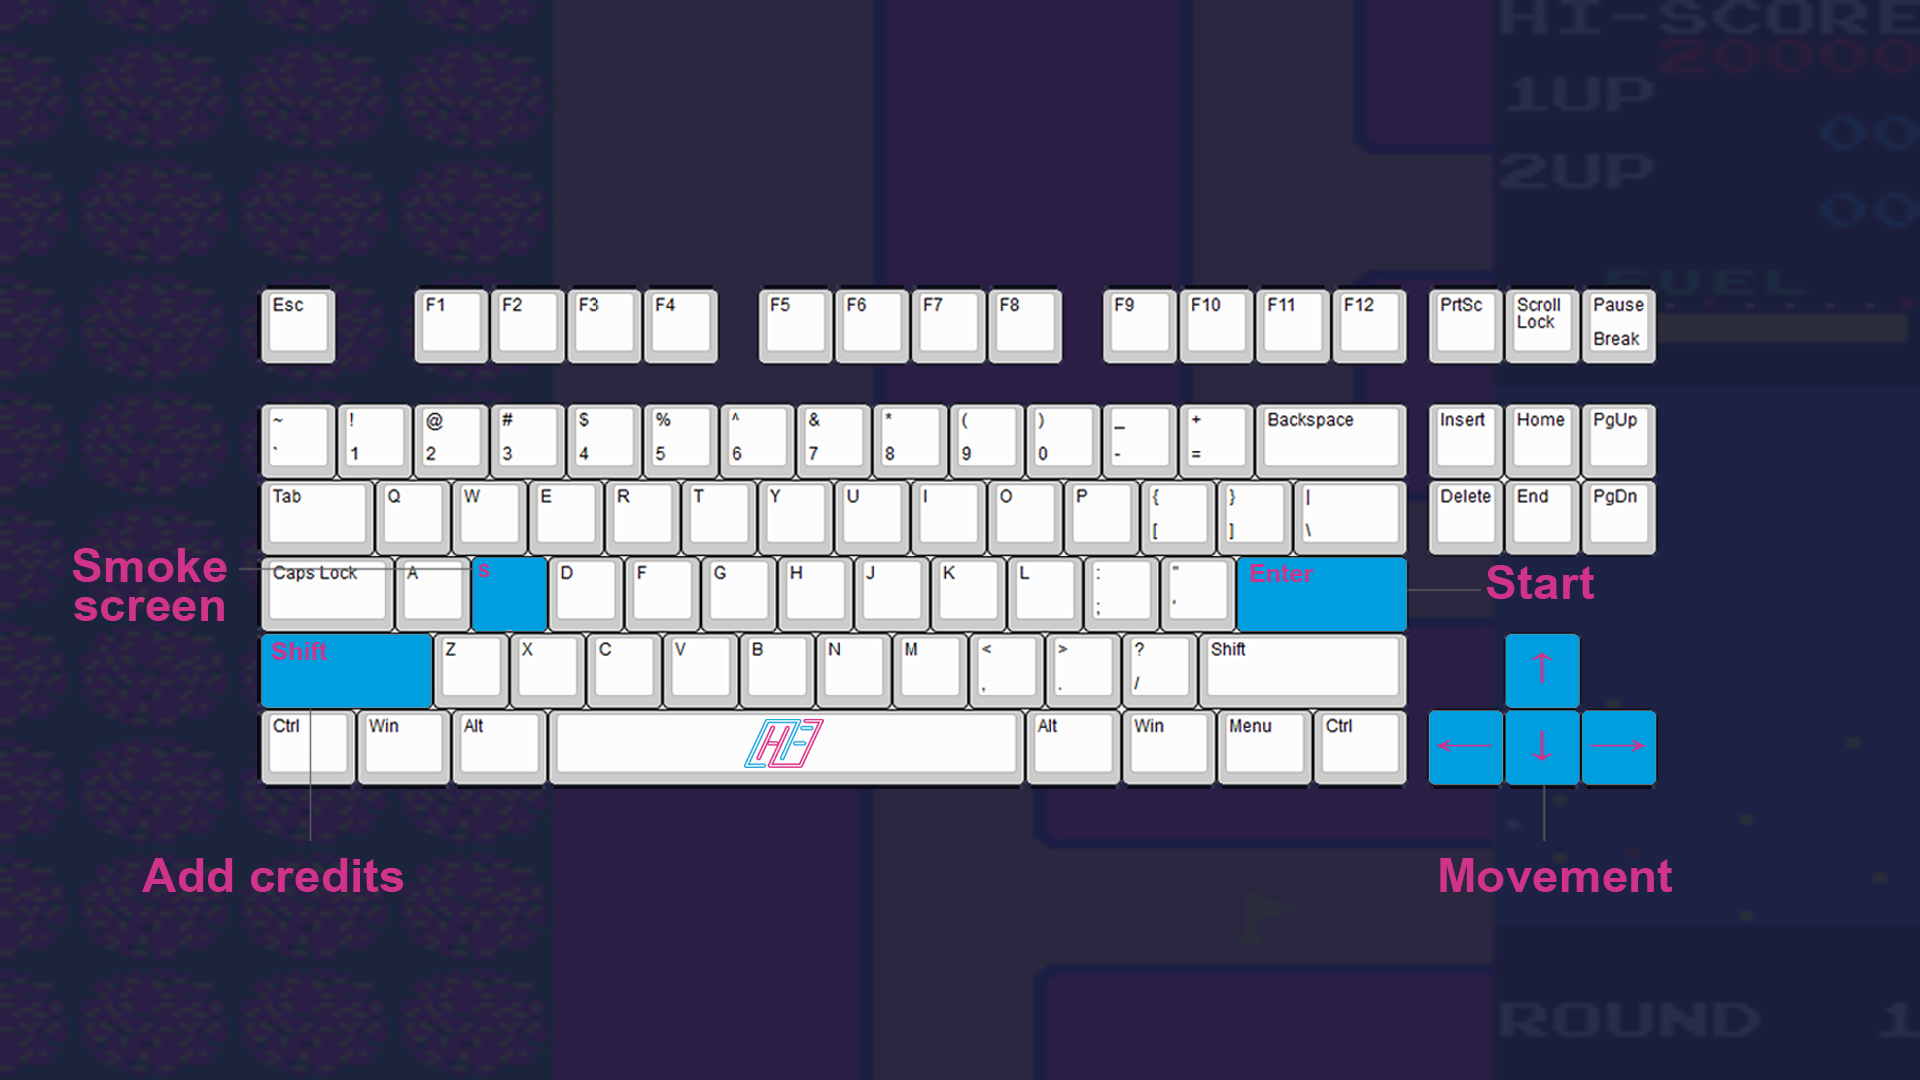 HI-SCORE
20000
1UP
00
2UP
00
FUEL
Esc F1 F2 F3 F4 F5 F6 F7 F8 F9 F10 F11 F12 PrtSc Scroll Lock Pause Break
~ ! @ # $ % ^ & * ( ) _ + Backspace Insert Home PgUp
` 1 2 3 4 5 6 7 8 9 0 - =
Tab Q W E R T Y U I O P { } | Delete End PgDn
[ ] \
Smoke
screen
Caps Lock A S D F G H J K L : " Enter
; '
Start
Shift Z X C V B N M < > ? Shift ↑
, . /
Ctrl Win Alt HE Alt Win Menu Ctrl ← ↓ →
Add credits
Movement
ROUND 1